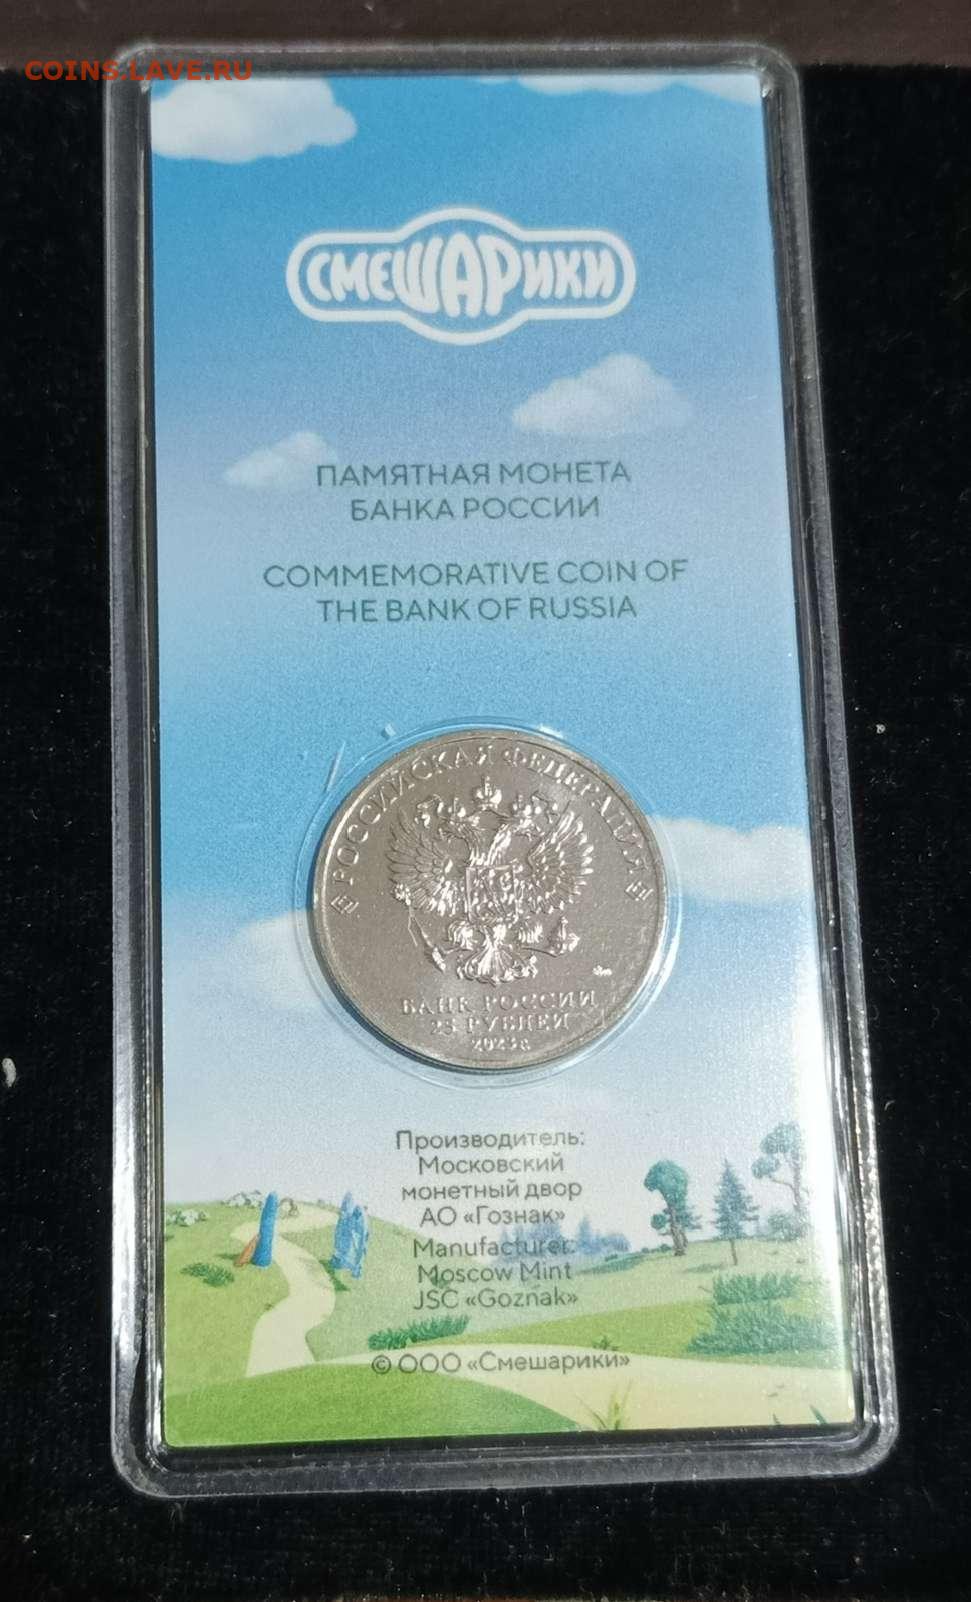 COINS.LAVE.RU
СМЕШАРИКИ
ПАМЯТНАЯ МОНЕТА
БАНКА РОССИИ
COMMEMORATIVE COIN OF
THE BANK OF RUSSIA
РОССИЙСКАЯ ФЕДЕРАЦИЯ
БАНК РОССИИ
25 РУБЛЕЙ
2023 г.
Производитель:
Московский
монетный двор
АО «Гознак»
Manufacturer:
Moscow Mint
JSC «Goznak»
© ООО «Смешарики»